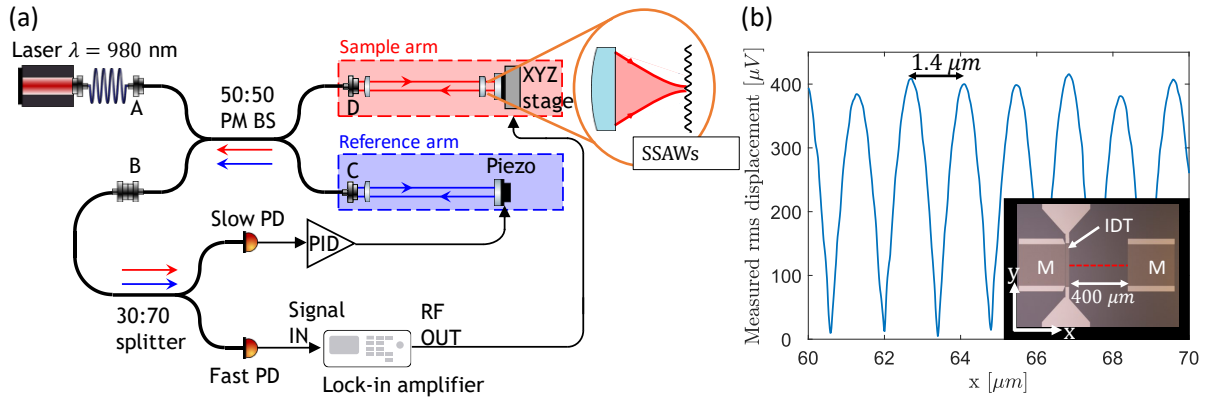 (a)
Laser λ = 980 nm
A
50:50
PM BS
Sample arm
D
XYZ
stage
SSAWs
Reference arm
C
Piezo
B
Slow PD
PID
30:70
splitter
Signal
IN
RF
OUT
Fast PD
Lock-in amplifier
(b)
Measured rms displacement [μV]
400
300
200
100
0
1.4 μm
IDT
M
M
400 μm
y
x
60
62
64
66
68
70
x [μm]